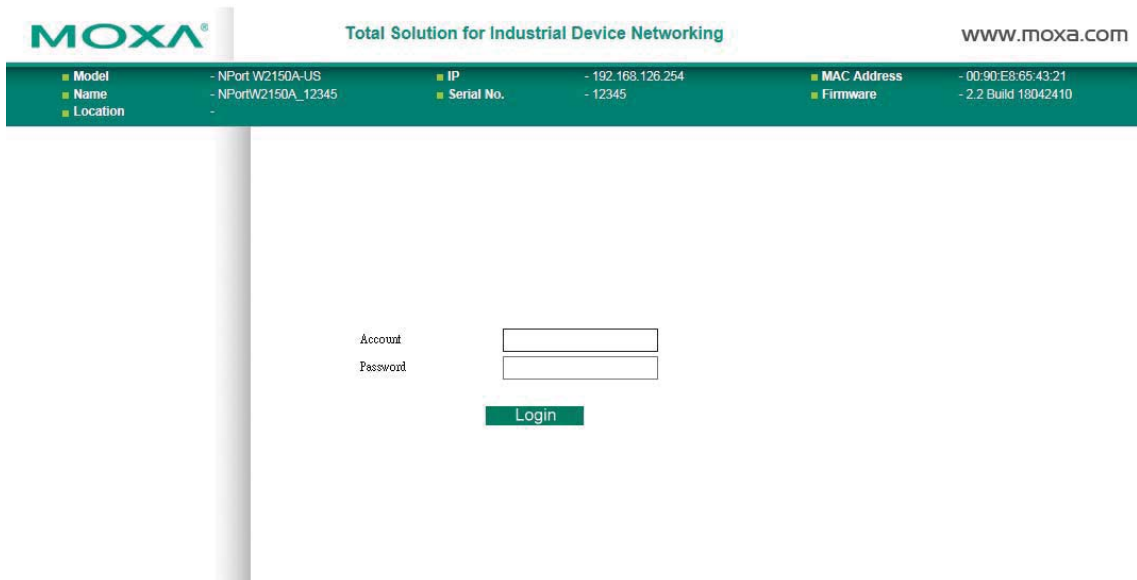 MOXA®
Total Solution for Industrial Device Networking
www.moxa.com
Model - NPort W2150A-US IP - 192.168.126.254 MAC Address - 00:90:E8:65:43:21
Name - NPortW2150A_12345 Serial No. - 12345 Firmware - 2.2 Build 18042410
Location -
Account
Password
Login